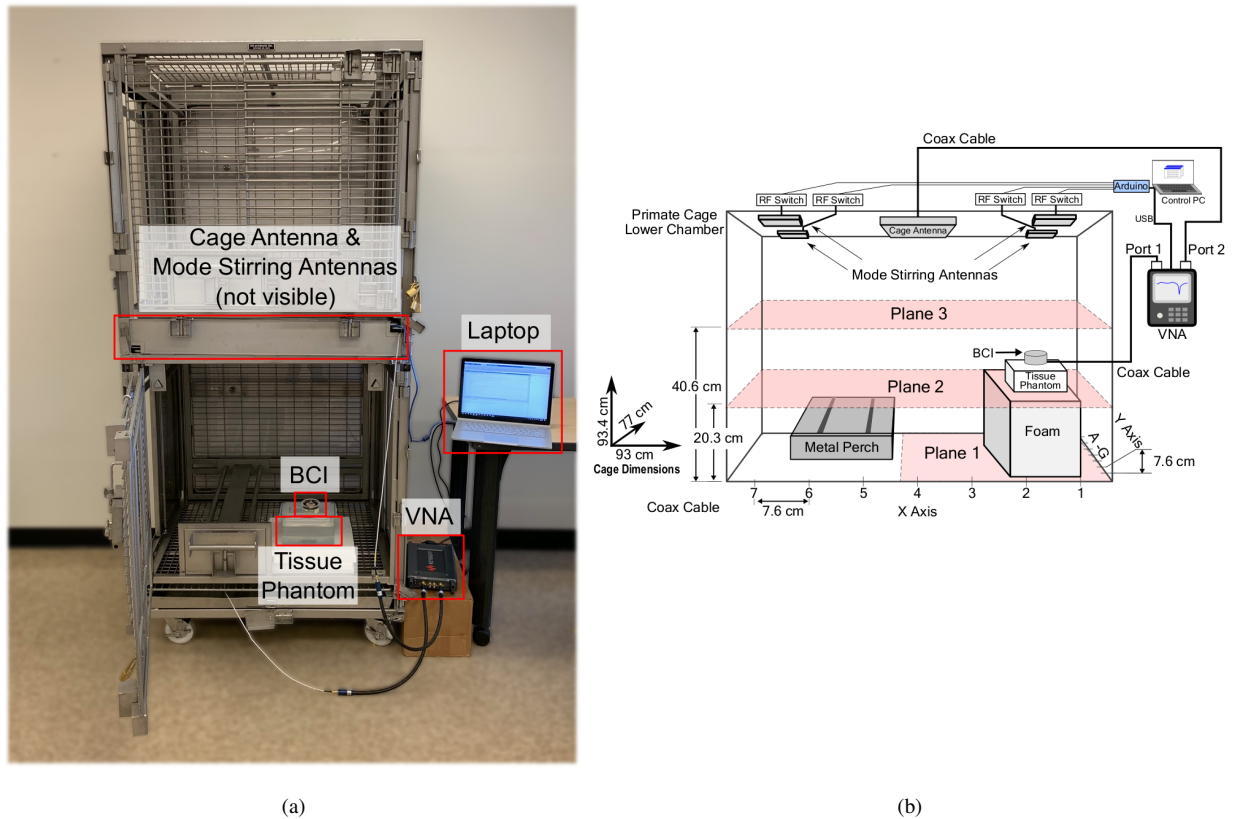 Cage Antenna &
Mode Stirring Antennas
(not visible)
Laptop
BCI
VNA
Tissue
Phantom
(a)
Coax Cable
RF Switch
RF Switch
RF Switch
RF Switch
Arduino
Control PC
Primate Cage
Lower Chamber
Cage Antenna
USB
Port 1
Port 2
Mode Stirring Antennas
Plane 3
VNA
BCI
Tissue
Phantom
Coax Cable
40.6 cm
Plane 2
93.4 cm
77 cm
93 cm
Cage Dimensions
20.3 cm
Metal Perch
Foam
Plane 1
Y Axis
A -G
7.6 cm
7
6
5
4
3
2
1
Coax Cable
7.6 cm
X Axis
(b)